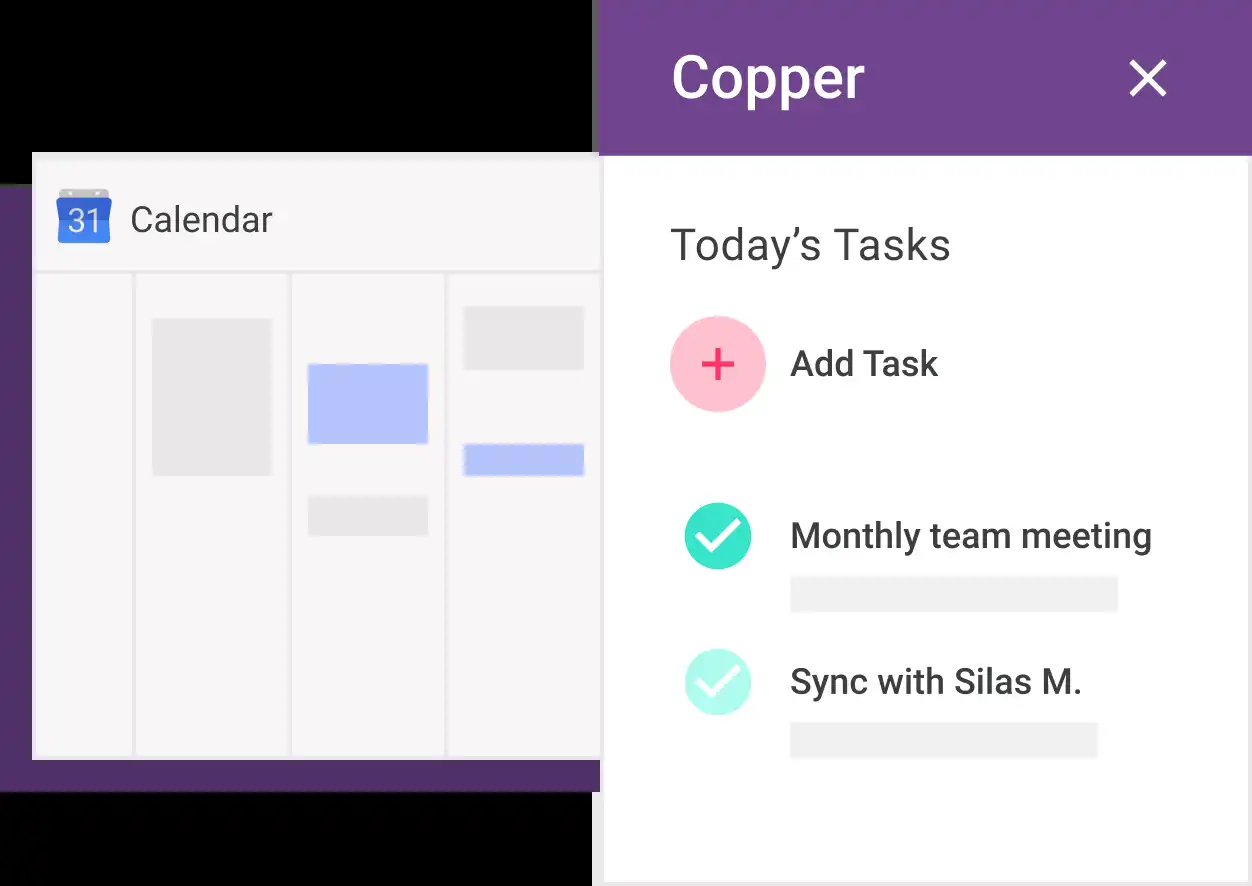 Copper
31 Calendar
Today’s Tasks
Add Task
Monthly team meeting
Sync with Silas M.